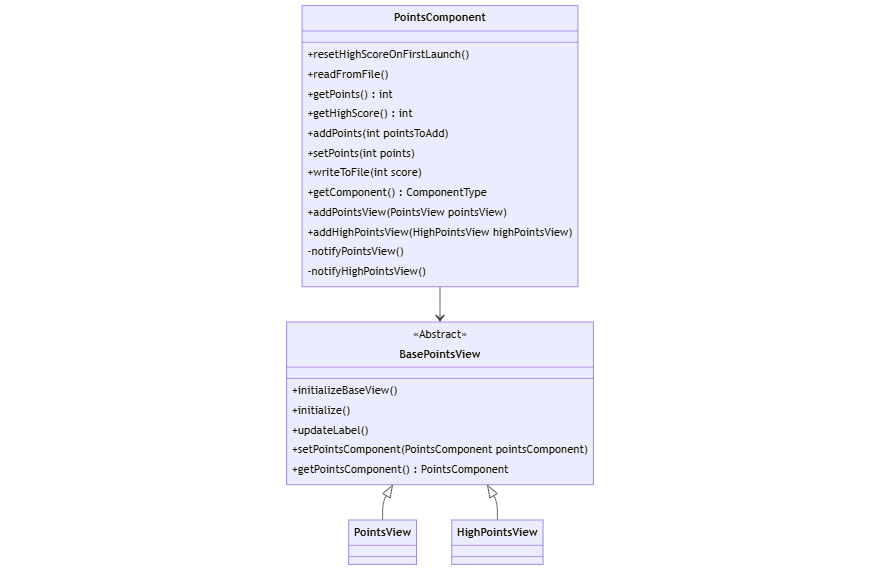 PointsComponent
+resetHighScoreOnFirstLaunch()
+readFromFile()
+getPoints() : int
+getHighScore() : int
+addPoints(int pointsToAdd)
+setPoints(int points)
+writeToFile(int score)
+getComponent() : ComponentType
+addPointsView(PointsView pointsView)
+addHighPointsView(HighPointsView highPointsView)
-notifyPointsView()
-notifyHighPointsView()
«Abstract»
BasePointsView
+initializeBaseView()
+initialize()
+updateLabel()
+setPointsComponent(PointsComponent pointsComponent)
+getPointsComponent() : PointsComponent
PointsView
HighPointsView